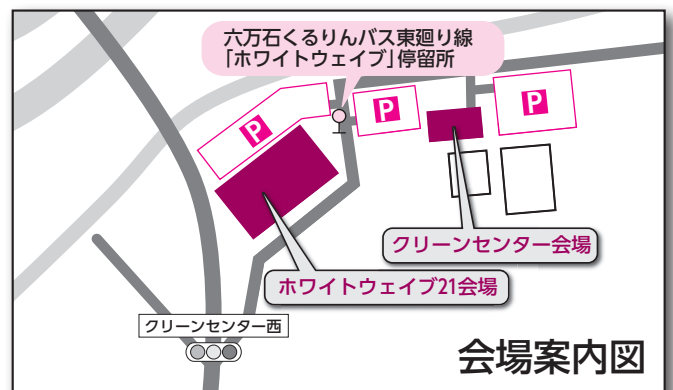 六万石くるりんバス東廻り線
「ホワイトウェイブ」停留所
P
P
P
クリーンセンター会場
ホワイトウェイブ21会場
クリーンセンター西
会場案内図